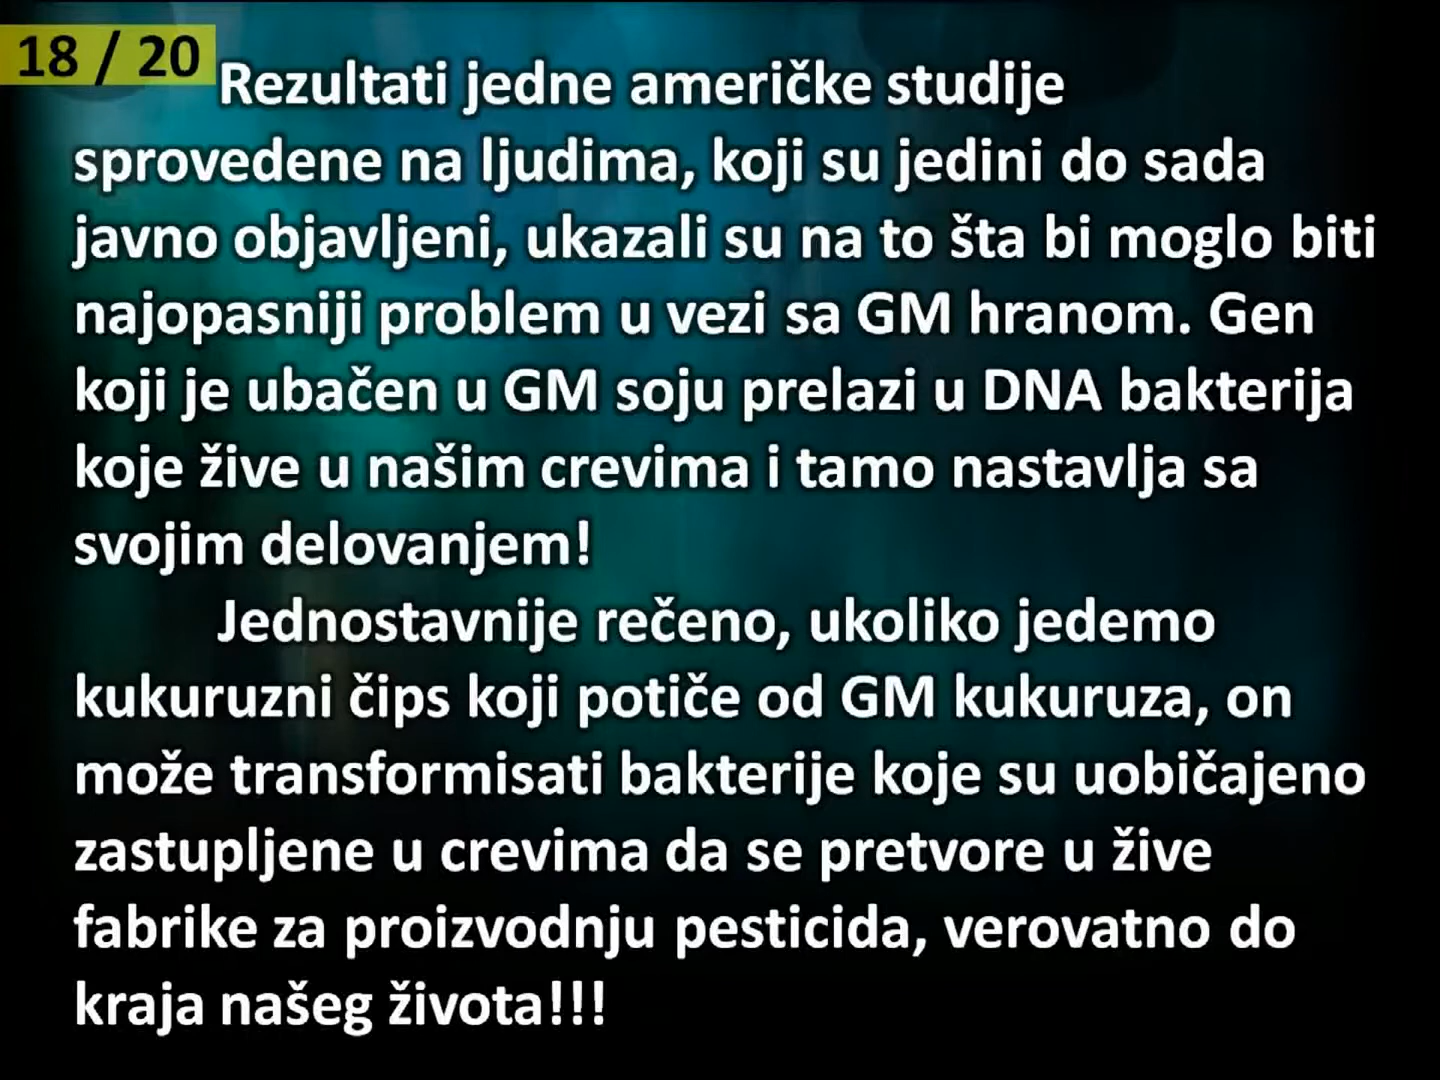 18 / 20
Rezultati jedne američke studije
sprovedene na ljudima, koji su jedini do sada
javno objavljeni, ukazali su na to šta bi moglo biti
najopasniji problem u vezi sa GM hranom. Gen
koji je ubačen u GM soju prelazi u DNA bakterija
koje žive u našim crevima i tamo nastavlja sa
svojim delovanjem!
Jednostavnije rečeno, ukoliko jedemo
kukuruzni čips koji potiče od GM kukuruza, on
može transformisati bakterije koje su uobičajeno
zastupljene u crevima da se pretvore u žive
fabrike za proizvodnju pesticida, verovatno do
kraja našeg života!!!